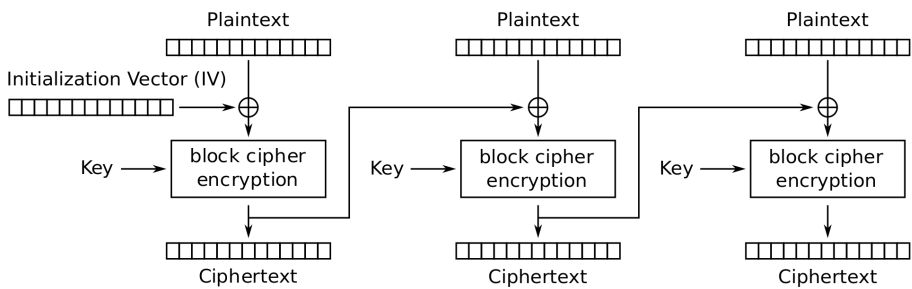 Plaintext
Plaintext
Plaintext
Initialization Vector (IV)
Key
block cipher
encryption
Key
block cipher
encryption
Key
block cipher
encryption
Ciphertext
Ciphertext
Ciphertext